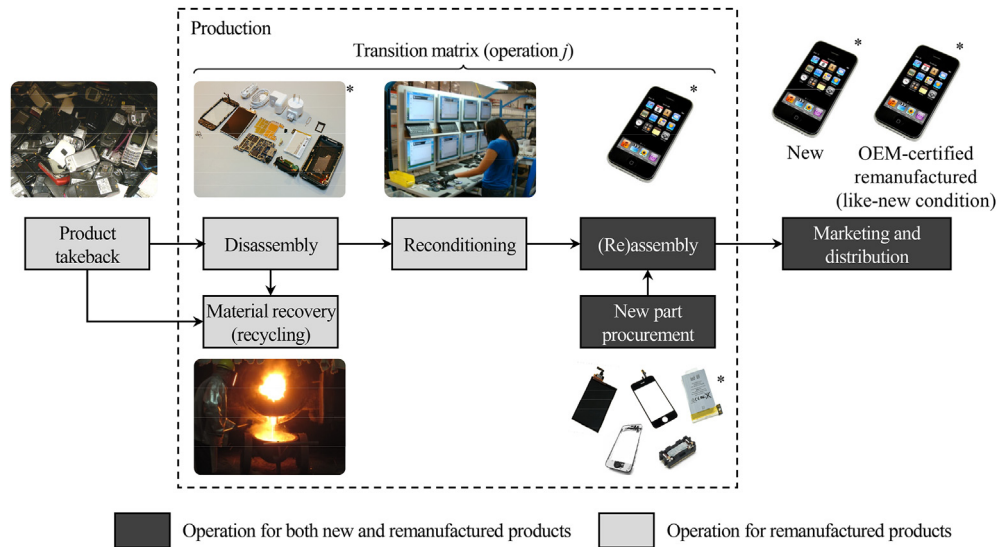 Production
Transition matrix (operation j)
*
*
*
*
New
OEM-certified
remanufactured
(like-new condition)
Product
takeback
Disassembly
Reconditioning
(Re)assembly
Marketing and
distribution
Material recovery
(recycling)
New part
procurement
*
Operation for both new and remanufactured products
Operation for remanufactured products